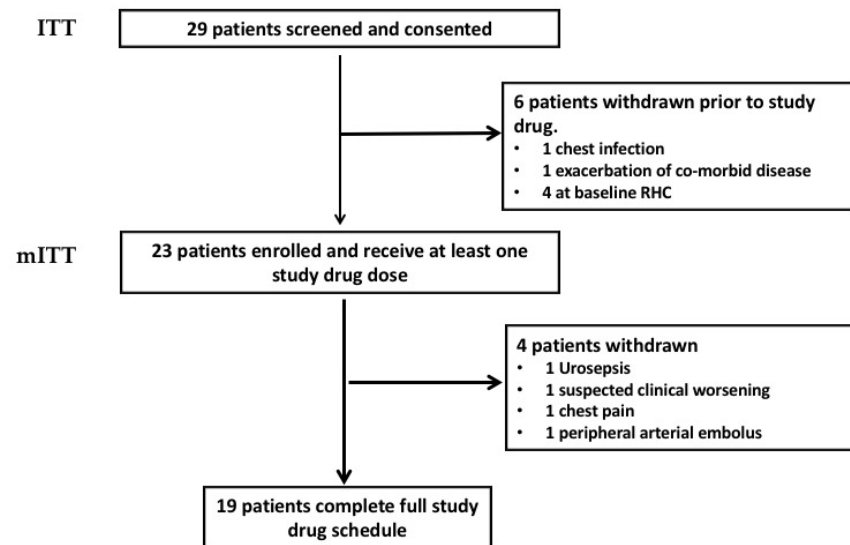 ITT
29 patients screened and consented
6 patients withdrawn prior to study
drug.
• 1 chest infection
• 1 exacerbation of co-morbid disease
• 4 at baseline RHC
mITT
23 patients enrolled and receive at least one
study drug dose
4 patients withdrawn
• 1 Urosepsis
• 1 suspected clinical worsening
• 1 chest pain
• 1 peripheral arterial embolus
19 patients complete full study
drug schedule